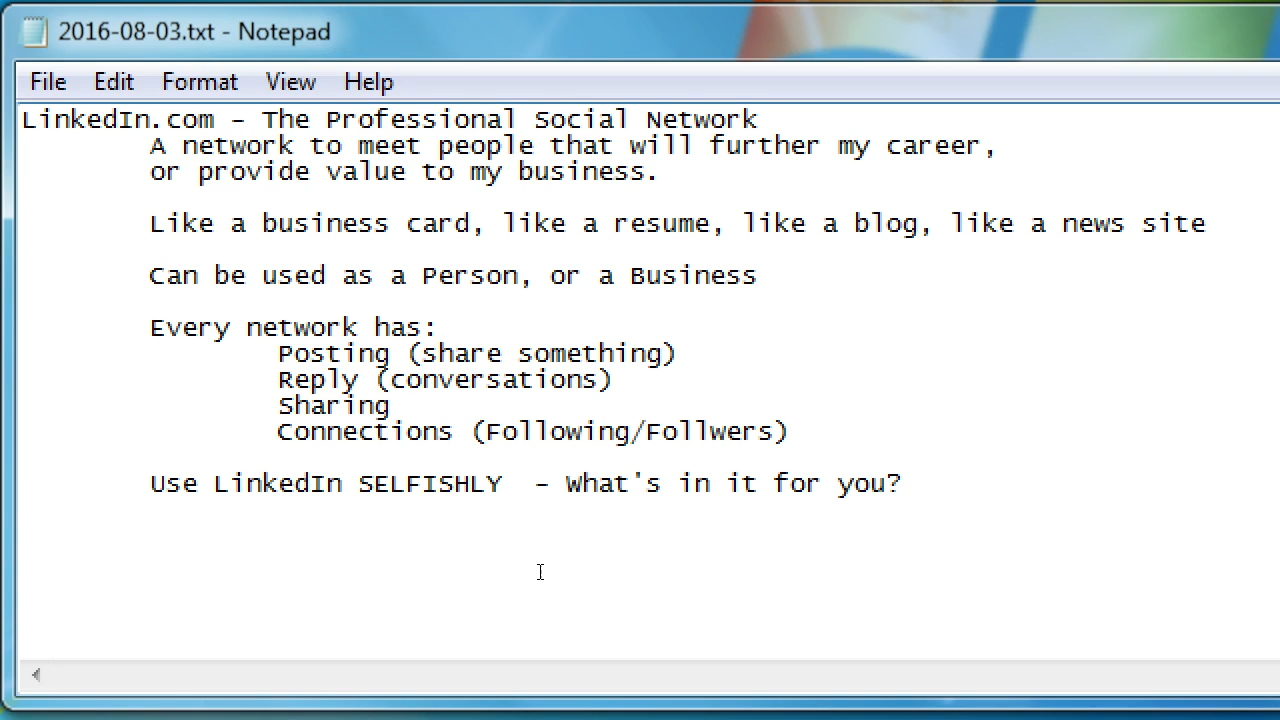 2016-08-03.txt - Notepad
File Edit Format View Help
LinkedIn.com - The Professional Social Network
A network to meet people that will further my career,
or provide value to my business.
Like a business card, like a resume, like a blog, like a news site
Can be used as a Person, or a Business
Every network has:
Posting (share something)
Reply (conversations)
Sharing
Connections (Following/Follwers)
Use LinkedIn SELFISHLY  - What's in it for you?